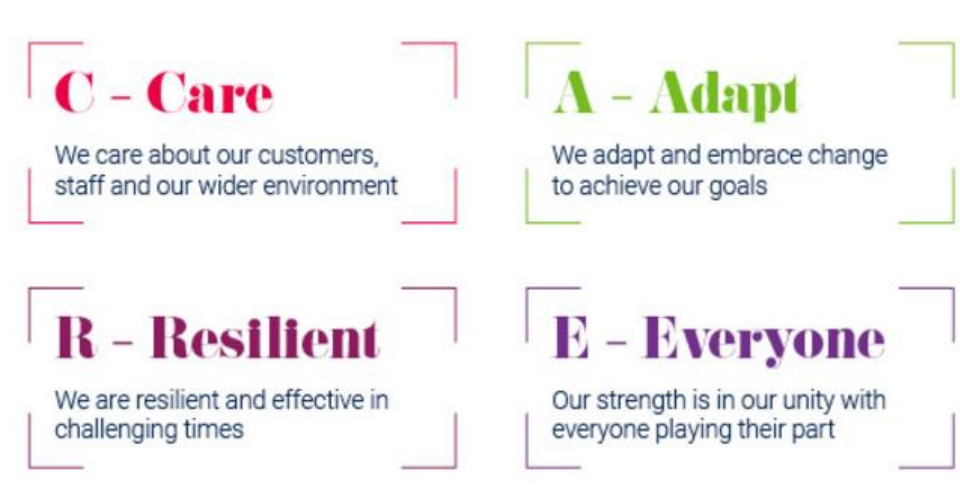 C – Care
We care about our customers,
staff and our wider environment
A – Adapt
We adapt and embrace change
to achieve our goals
R – Resilient
We are resilient and effective in
challenging times
E – Everyone
Our strength is in our unity with
everyone playing their part